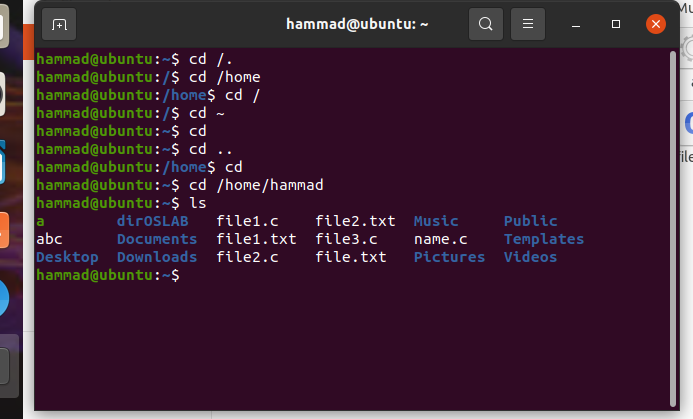 hammad@ubuntu: ~
hammad@ubuntu:~$ cd /.
hammad@ubuntu:/$ cd /home
hammad@ubuntu:/home$ cd /
hammad@ubuntu:/$ cd ~
hammad@ubuntu:~$ cd
hammad@ubuntu:~$ cd ..
hammad@ubuntu:/home$ cd
hammad@ubuntu:~$ cd /home/hammad
hammad@ubuntu:~$ ls
a dirOSLAB file1.c file2.txt Music Public
abc Documents file1.txt file3.c name.c Templates
Desktop Downloads file2.c file.txt Pictures Videos
hammad@ubuntu:~$